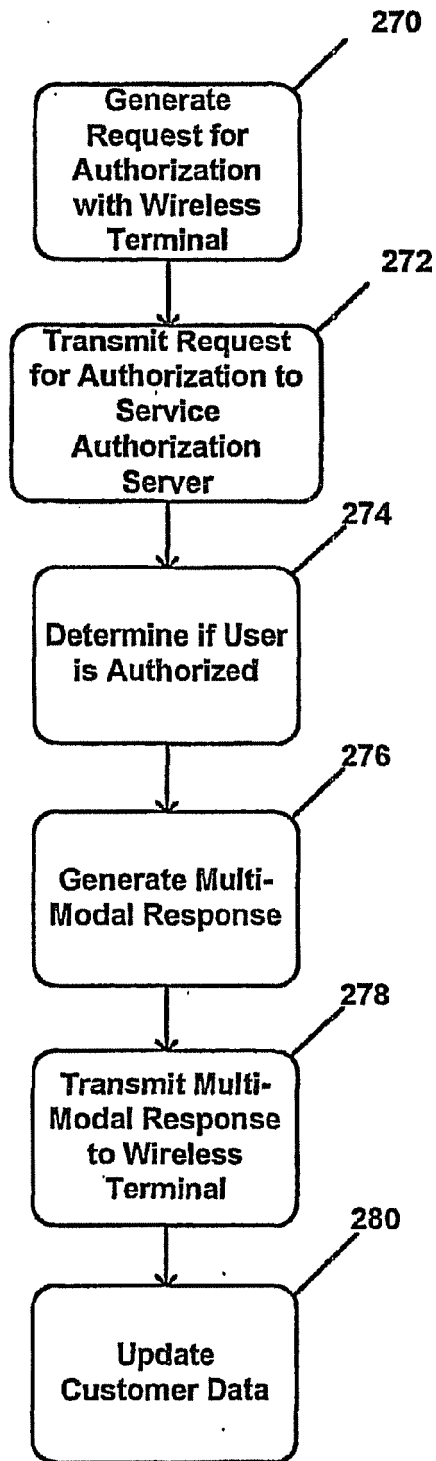 270
Generate
Request for
Authorization
with Wireless
Terminal
272
Transmit Request
for Authorization to
Service
Authorization
Server
274
Determine if User
is Authorized
276
Generate Multi-
Modal Response
278
Transmit Multi-
Modal Response
to Wireless
Terminal
280
Update
Customer Data